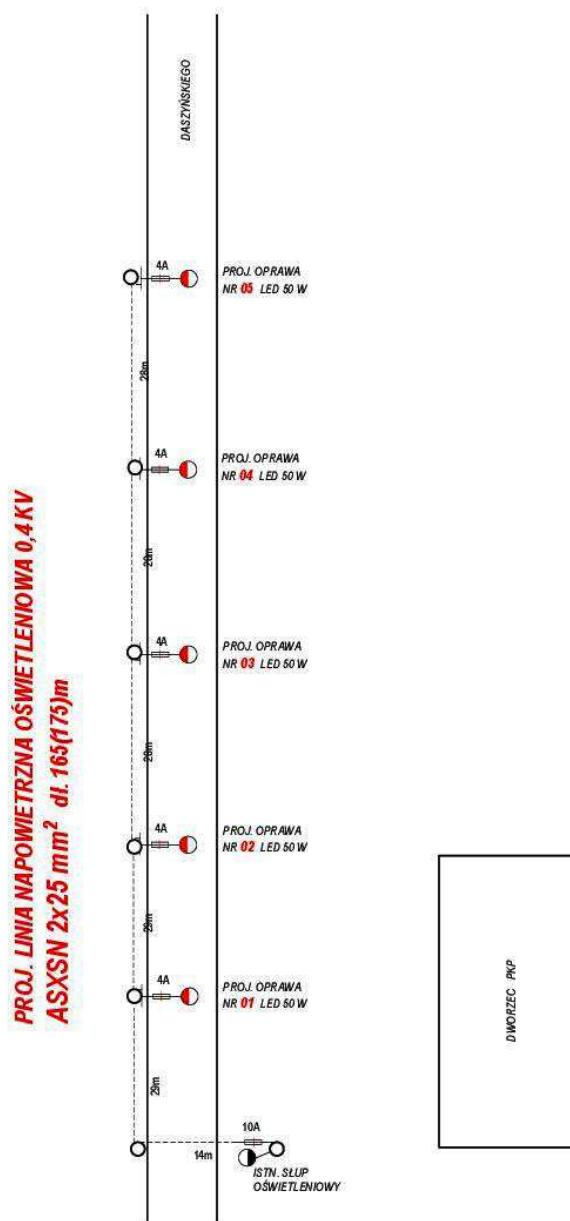 DASZYŃSKIEGO
4A
PROJ. OPRAWA
NR 05 LED 50 W
28m
4A
PROJ. OPRAWA
NR 04 LED 50 W
4A
PROJ. OPRAWA
NR 03 LED 50 W
4A
PROJ. OPRAWA
NR 02 LED 50 W
29m
4A
PROJ. OPRAWA
NR 01 LED 50 W
29m
10A
14m
ISTN. SŁUP
OŚWIETLENIOWY
DWORZEC PKP
PROJ. LINIA NAPOWIETRZNA OŚWIETLENIOWA 0,4 KV
ASXSN 2x25 mm² dł. 165(175)m